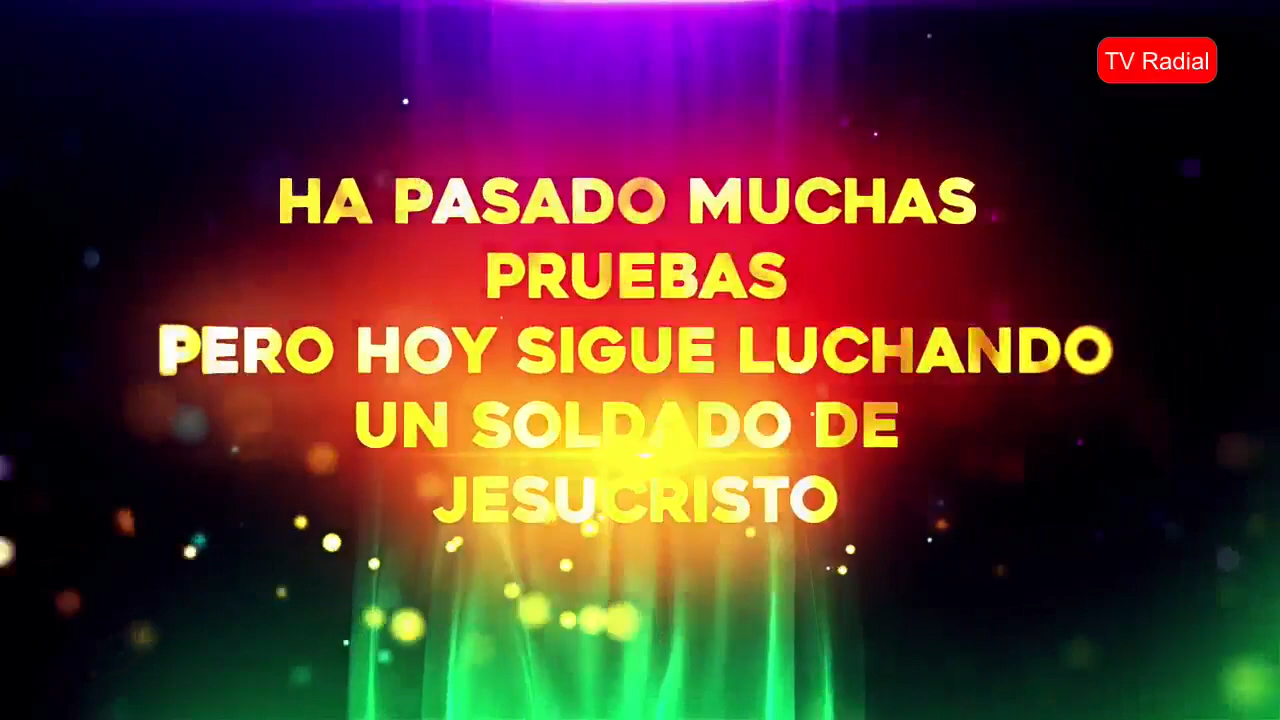 TV Radial
HA PASADO MUCHAS
PRUEBAS
PERO HOY SIGUE LUCHANDO
UN SOLDADO DE
JESUCRISTO